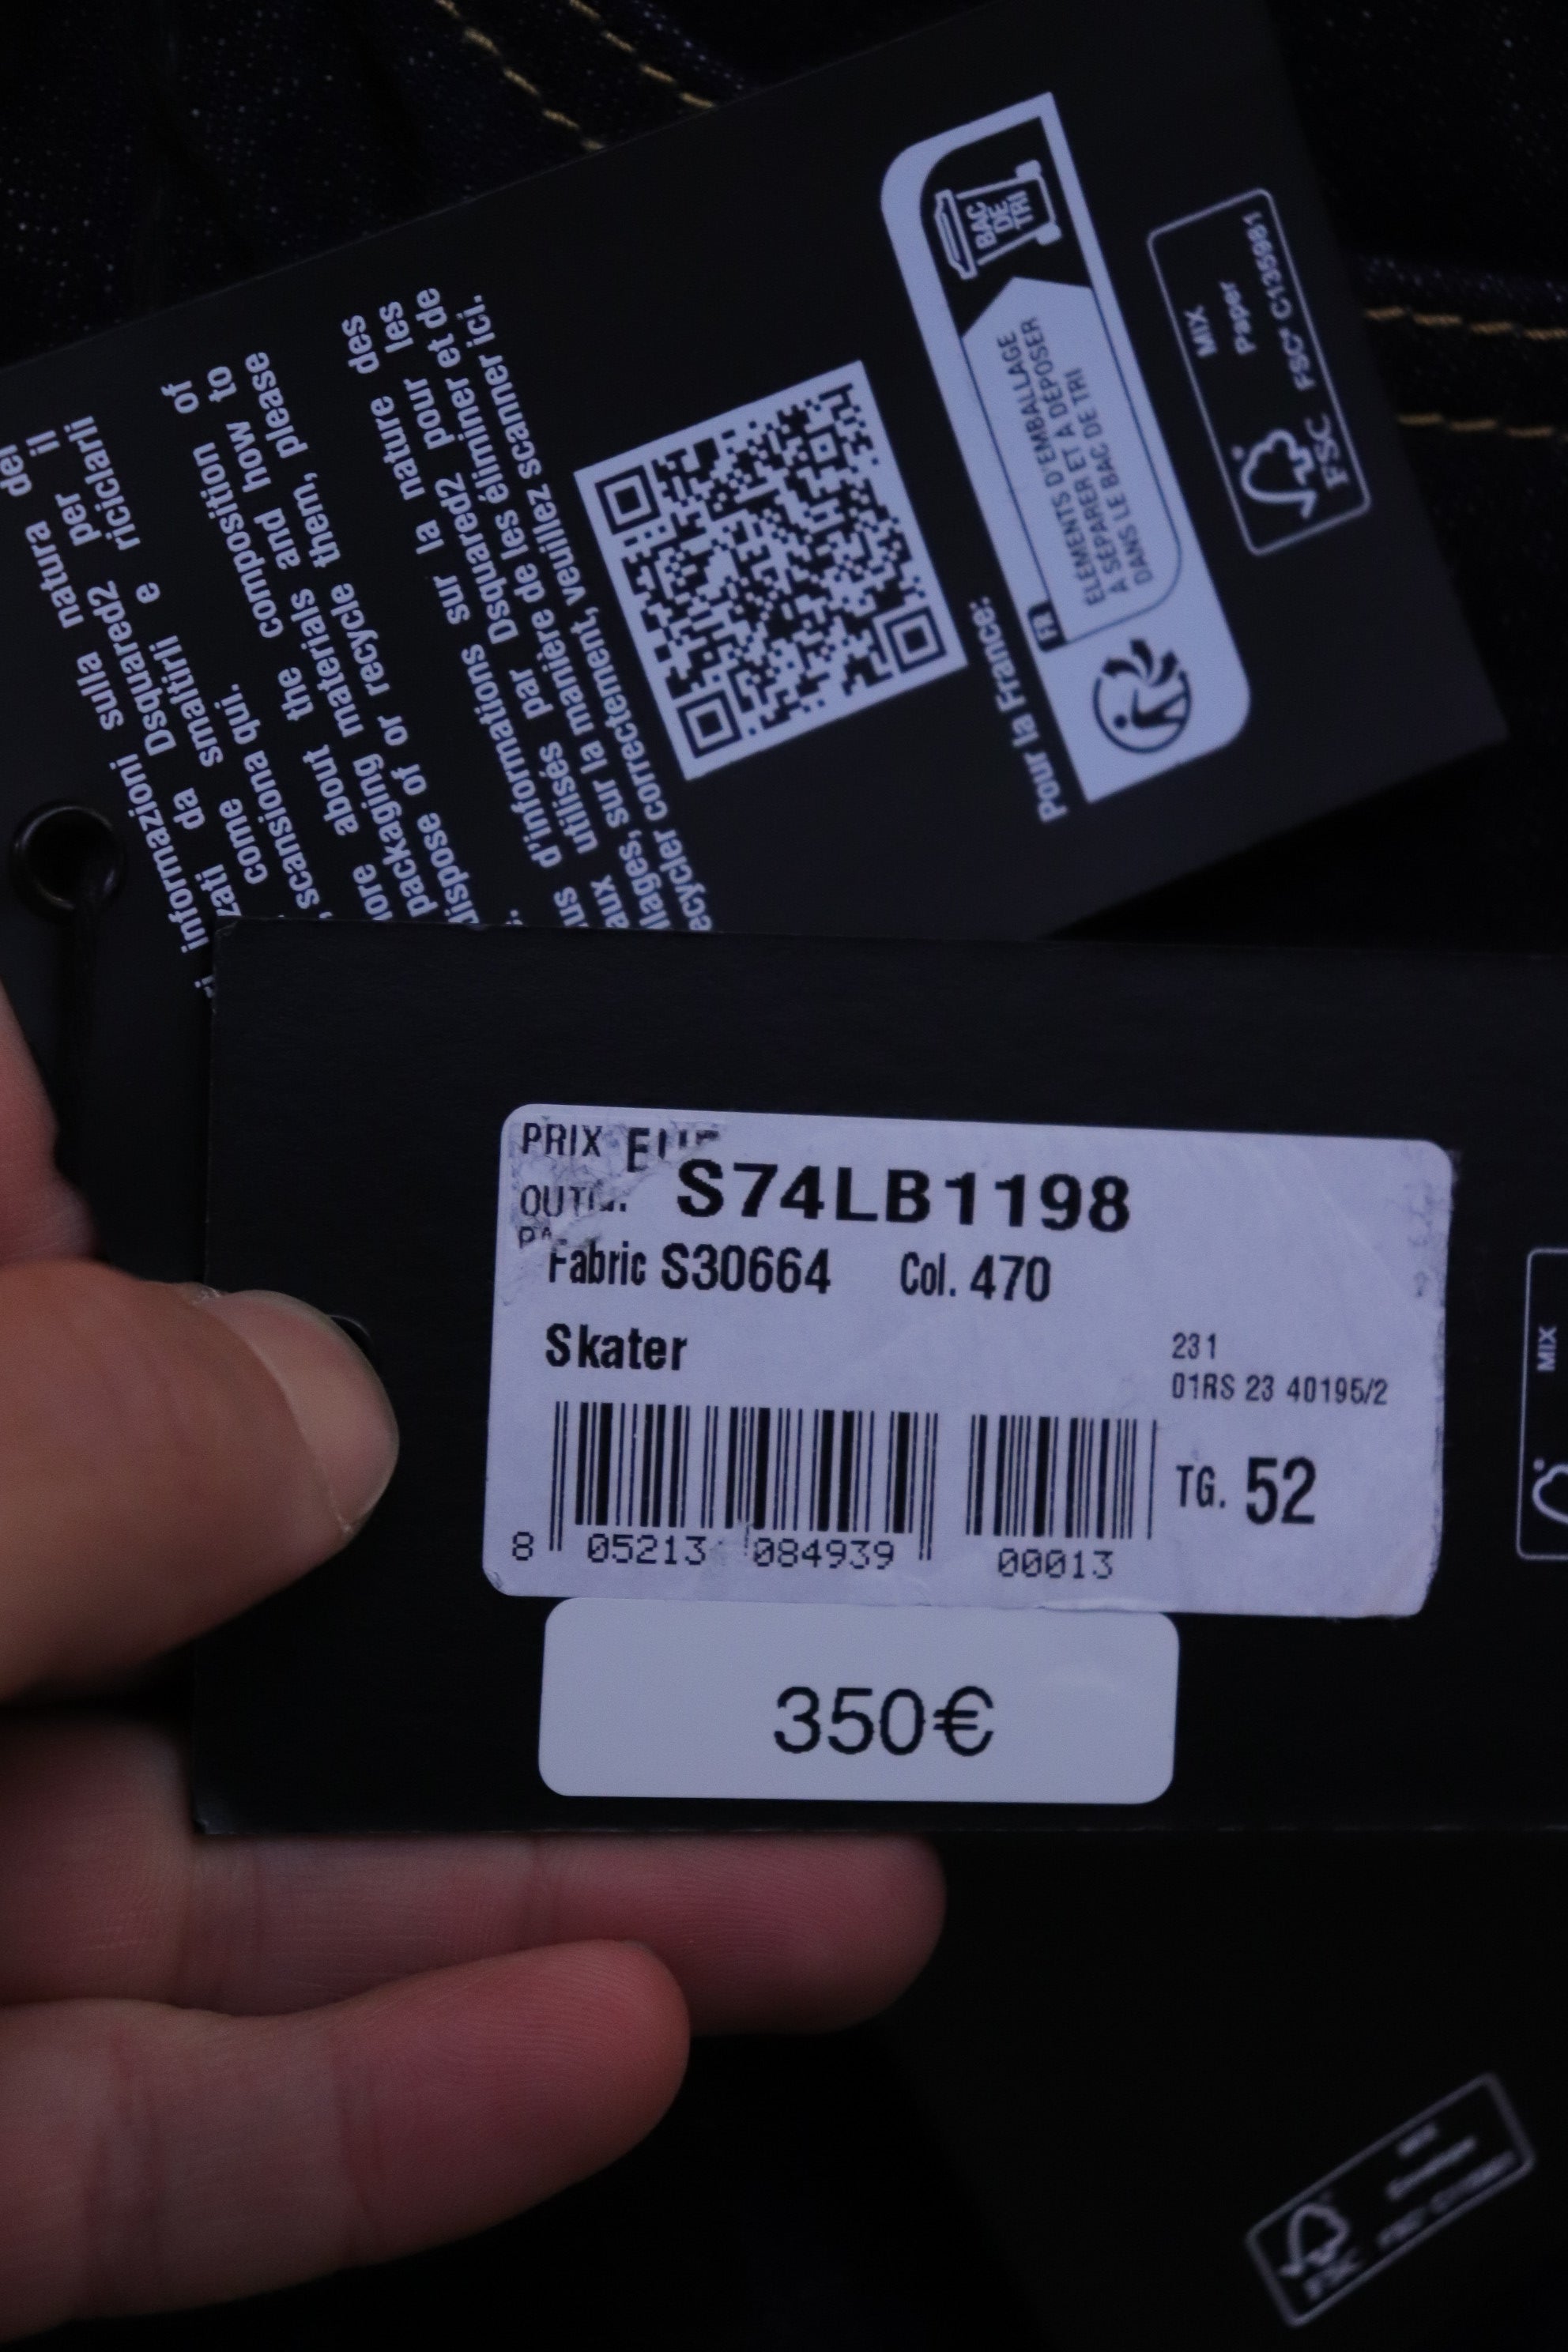 natura dei
informazioni sulla
zati da Dsquared2 per il
come smaltirli e riciclarli
scansiona qui.
about the composition of
packaging materials and how to
dispose of or recycle them, please
d'informations sur la nature des
utilisés par Dsquared2 pour les
sur la manière de les éliminer et de
recycler correctement, veuillez scanner ici.
Pour la France:
FR
ELEMENTS D'EMBALLAGE
A SÉPARER ET À DÉPOSER
DANS LE BAC DE TRI
BAC
DE
TRI
FSC
MIX
Paper
FSC® C135981
PRIX
S74LB1198
Fabric S30664 Col. 470
Skater
231
01RS 23 40195/2
TG. 52
8 05213 084939 00013
350€
MIX
FSC